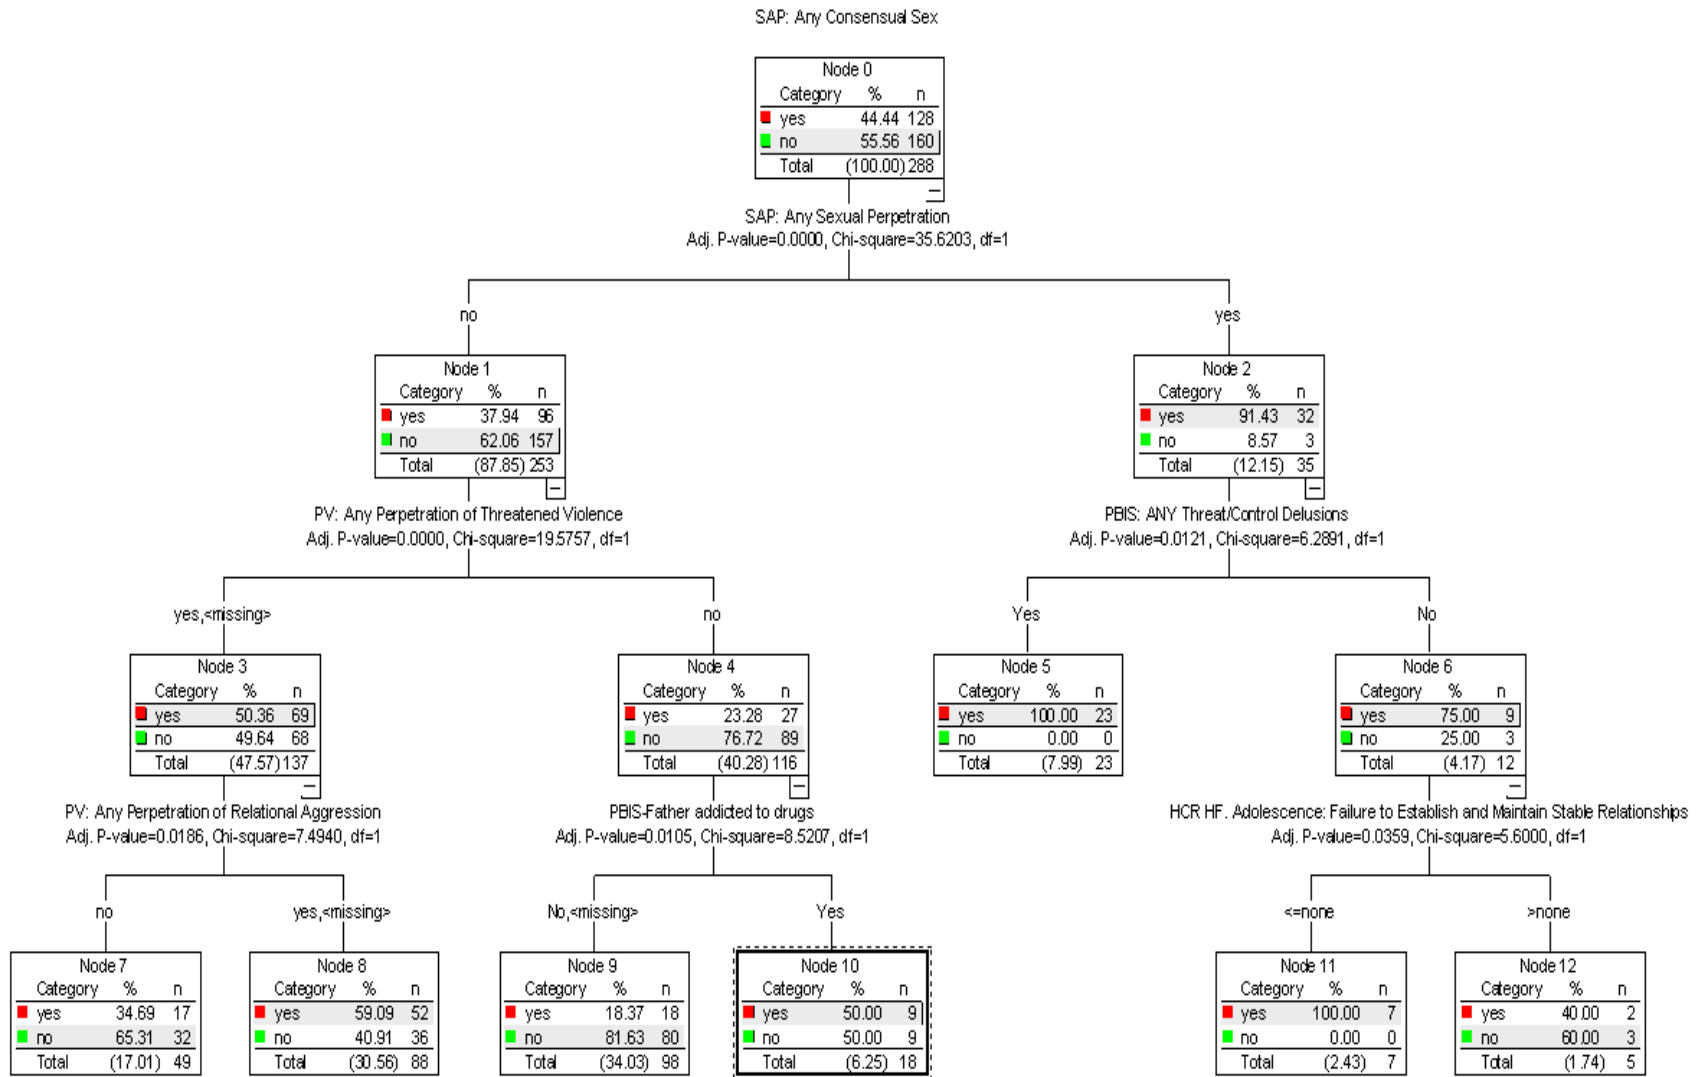 SAP: Any Consensual Sex
Node 0
Category % n
yes 44.44 128
no 55.56 160
Total (100.00) 288
SAP: Any Sexual Perpetration
Adj. P-value=0.0000, Chi-square=35.6203, df=1
no
yes
Node 1
Category % n
yes 37.94 96
no 62.06 157
Total (87.85) 253
Node 2
Category % n
yes 91.43 32
no 8.57 3
Total (12.15) 35
PV: Any Perpetration of Threatened Violence
Adj. P-value=0.0000, Chi-square=19.5757, df=1
PBIS: ANY Threat/Control Delusions
Adj. P-value=0.0121, Chi-square=6.2891, df=1
yes,<missing>
no
Yes
No
Node 3
Category % n
yes 50.36 69
no 49.64 68
Total (47.57) 137
Node 4
Category % n
yes 23.28 27
no 76.72 89
Total (40.28) 116
Node 5
Category % n
yes 100.00 23
no 0.00 0
Total (7.99) 23
Node 6
Category % n
yes 75.00 9
no 25.00 3
Total (4.17) 12
PV: Any Perpetration of Relational Aggression
Adj. P-value=0.0186, Chi-square=7.4940, df=1
PBIS-Father addicted to drugs
Adj. P-value=0.0105, Chi-square=8.5207, df=1
HCR HF. Adolescence: Failure to Establish and Maintain Stable Relationships
Adj. P-value=0.0359, Chi-square=5.6000, df=1
no
yes,<missing>
No,<missing>
Yes
<=none
>none
Node 7
Category % n
yes 34.69 17
no 65.31 32
Total (17.01) 49
Node 8
Category % n
yes 59.09 52
no 40.91 36
Total (30.56) 88
Node 9
Category % n
yes 18.37 18
no 81.63 80
Total (34.03) 98
Node 10
Category % n
yes 50.00 9
no 50.00 9
Total (6.25) 18
Node 11
Category % n
yes 100.00 7
no 0.00 0
Total (2.43) 7
Node 12
Category % n
yes 40.00 2
no 60.00 3
Total (1.74) 5